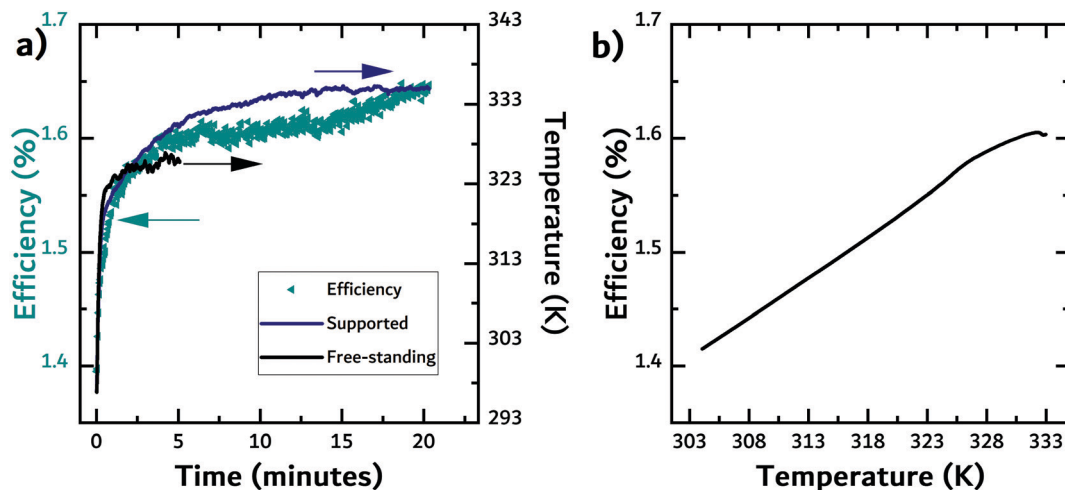 a)
1.7
1.6
1.5
1.4
Efficiency (%)
343
333
323
313
303
293
Temperature (K)
Efficiency
Supported
Free-standing
0 5 10 15 20
Time (minutes)
b)
1.7
1.6
1.5
1.4
Efficiency (%)
303 308 313 318 323 328 333
Temperature (K)